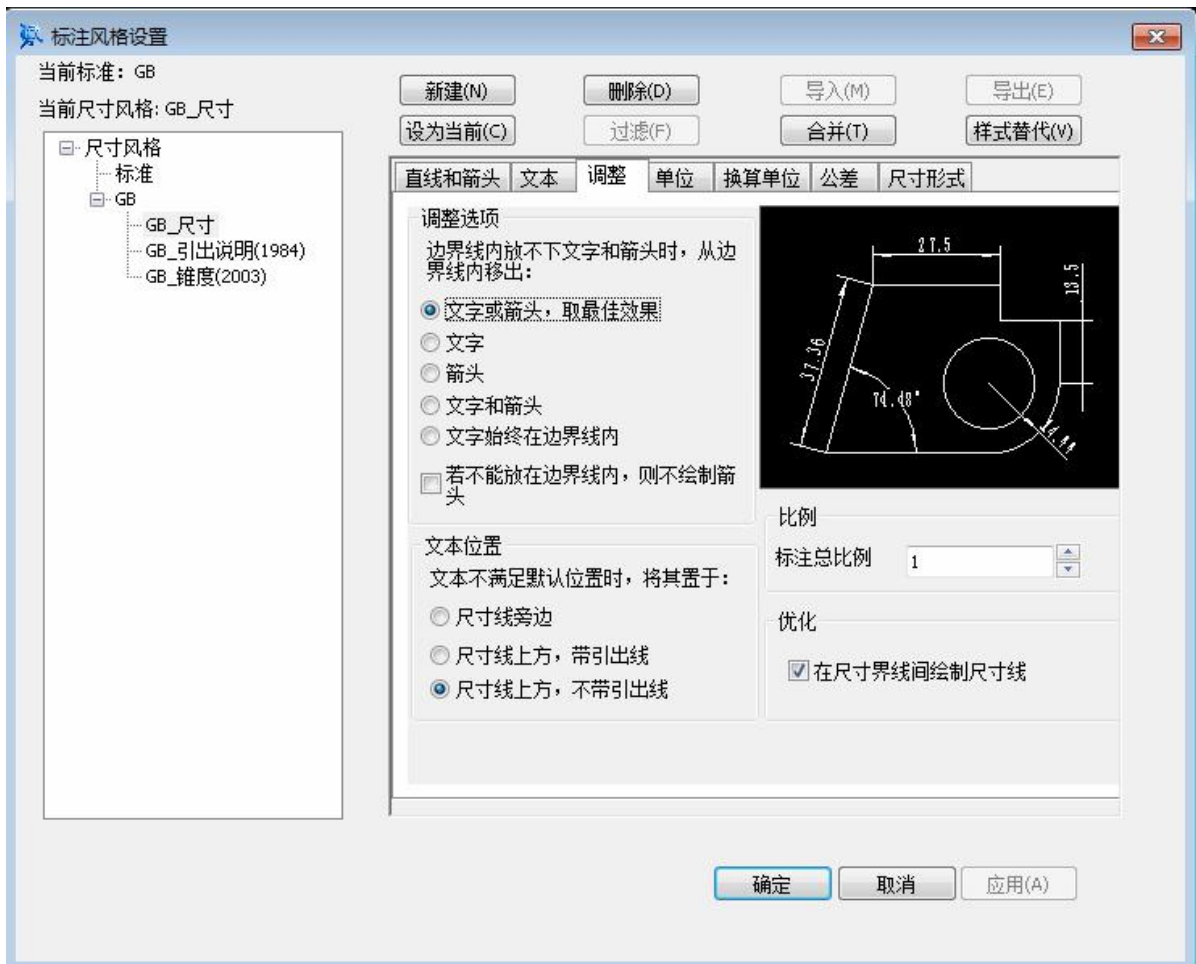 标注风格设置
当前标准: GB
当前尺寸风格: GB_尺寸
新建(N)
删除(D)
导入(M)
导出(E)
设为当前(C)
过滤(F)
合并(T)
样式替代(V)
尺寸风格
标准
GB
GB_尺寸
GB_引出说明(1984)
GB_锥度(2003)
直线和箭头
文本
调整
单位
换算单位
公差
尺寸形式
调整选项
边界线内放不下文字和箭头时，从边
界线内移出：
文字或箭头，取最佳效果
文字
箭头
文字和箭头
文字始终在边界线内
若不能放在边界线内，则不绘制箭
头
27.5
13.5
37.36
74.48°
14.44
文本位置
文本不满足默认位置时，将其置于：
尺寸线旁边
尺寸线上方，带引出线
尺寸线上方，不带引出线
比例
标注总比例
1
优化
在尺寸界线间绘制尺寸线
确定
取消
应用(A)